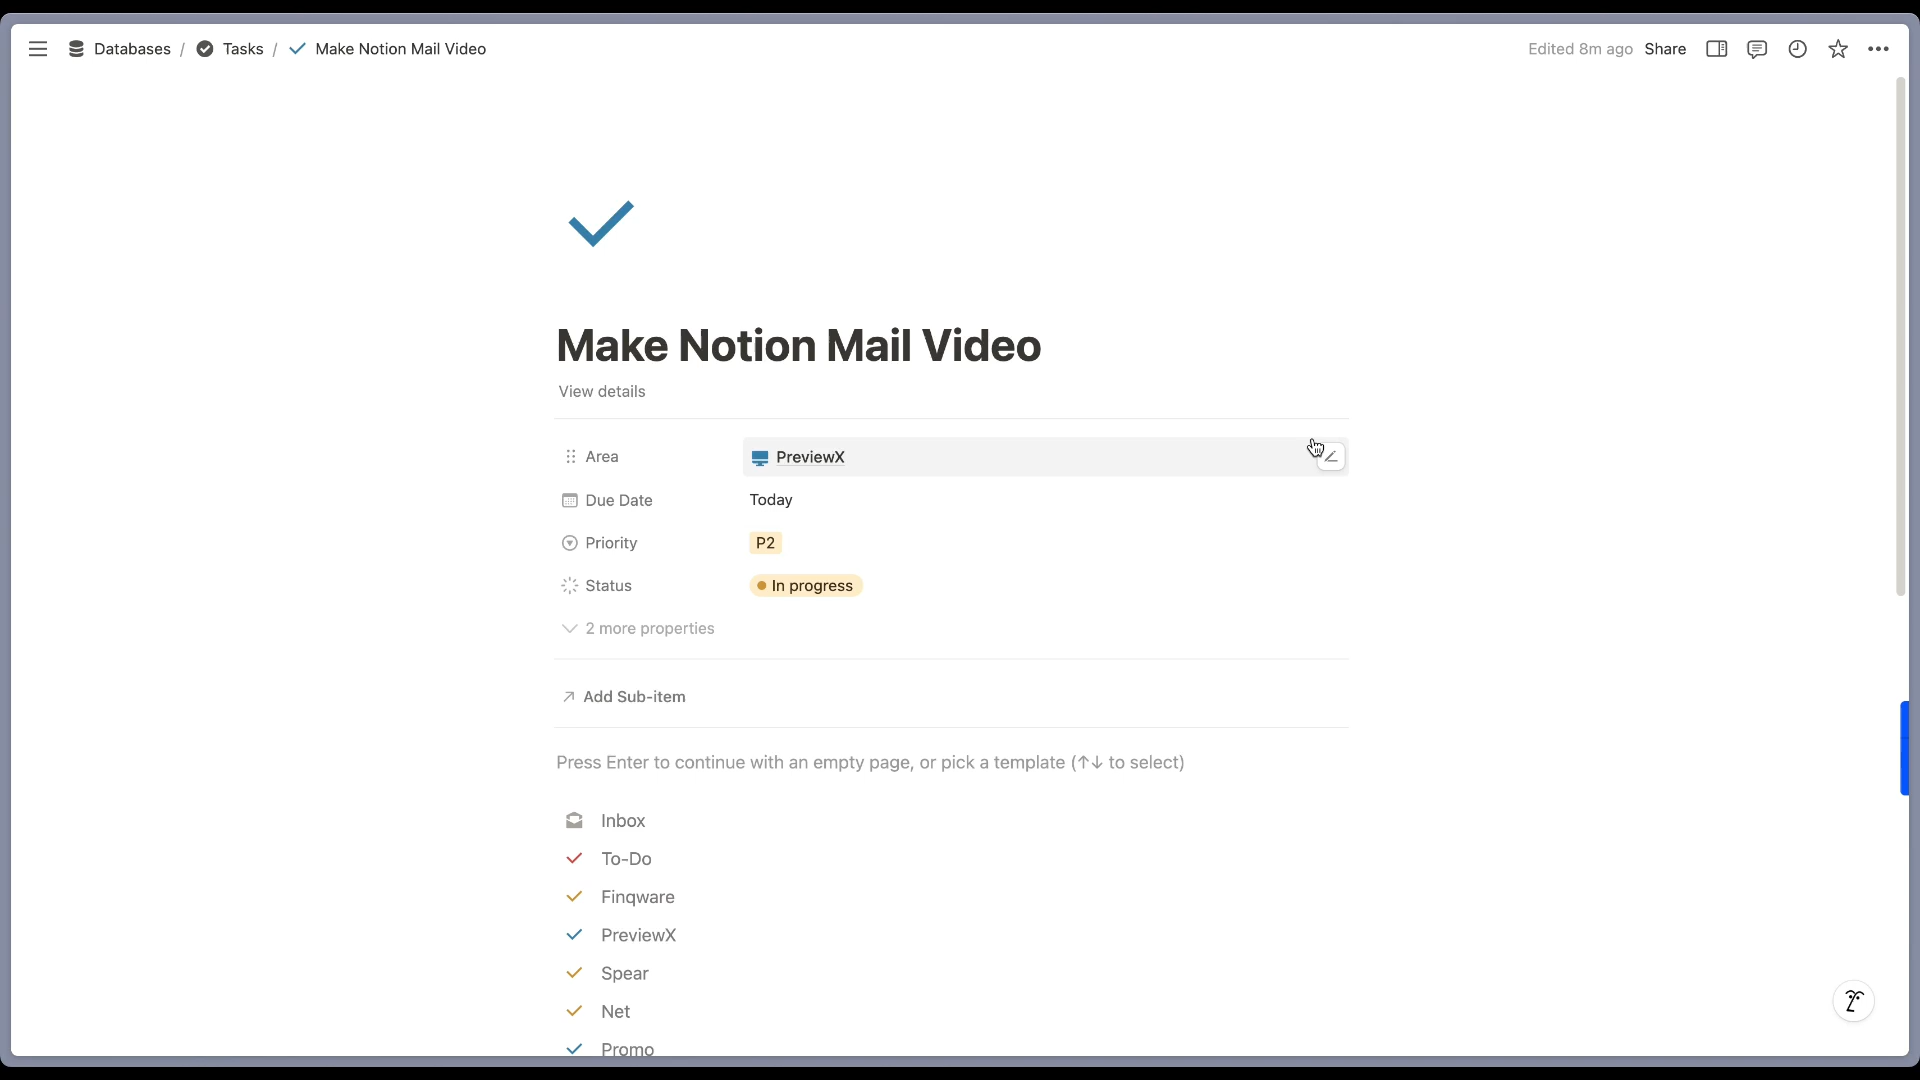 Databases / Tasks / Make Notion Mail Video
Edited 8m ago Share
Make Notion Mail Video
View details
Area PreviewX
Due Date Today
Priority P2
Status In progress
2 more properties
Add Sub-item
Press Enter to continue with an empty page, or pick a template (↑↓ to select)
Inbox
To-Do
Finqware
PreviewX
Spear
Net
Promo